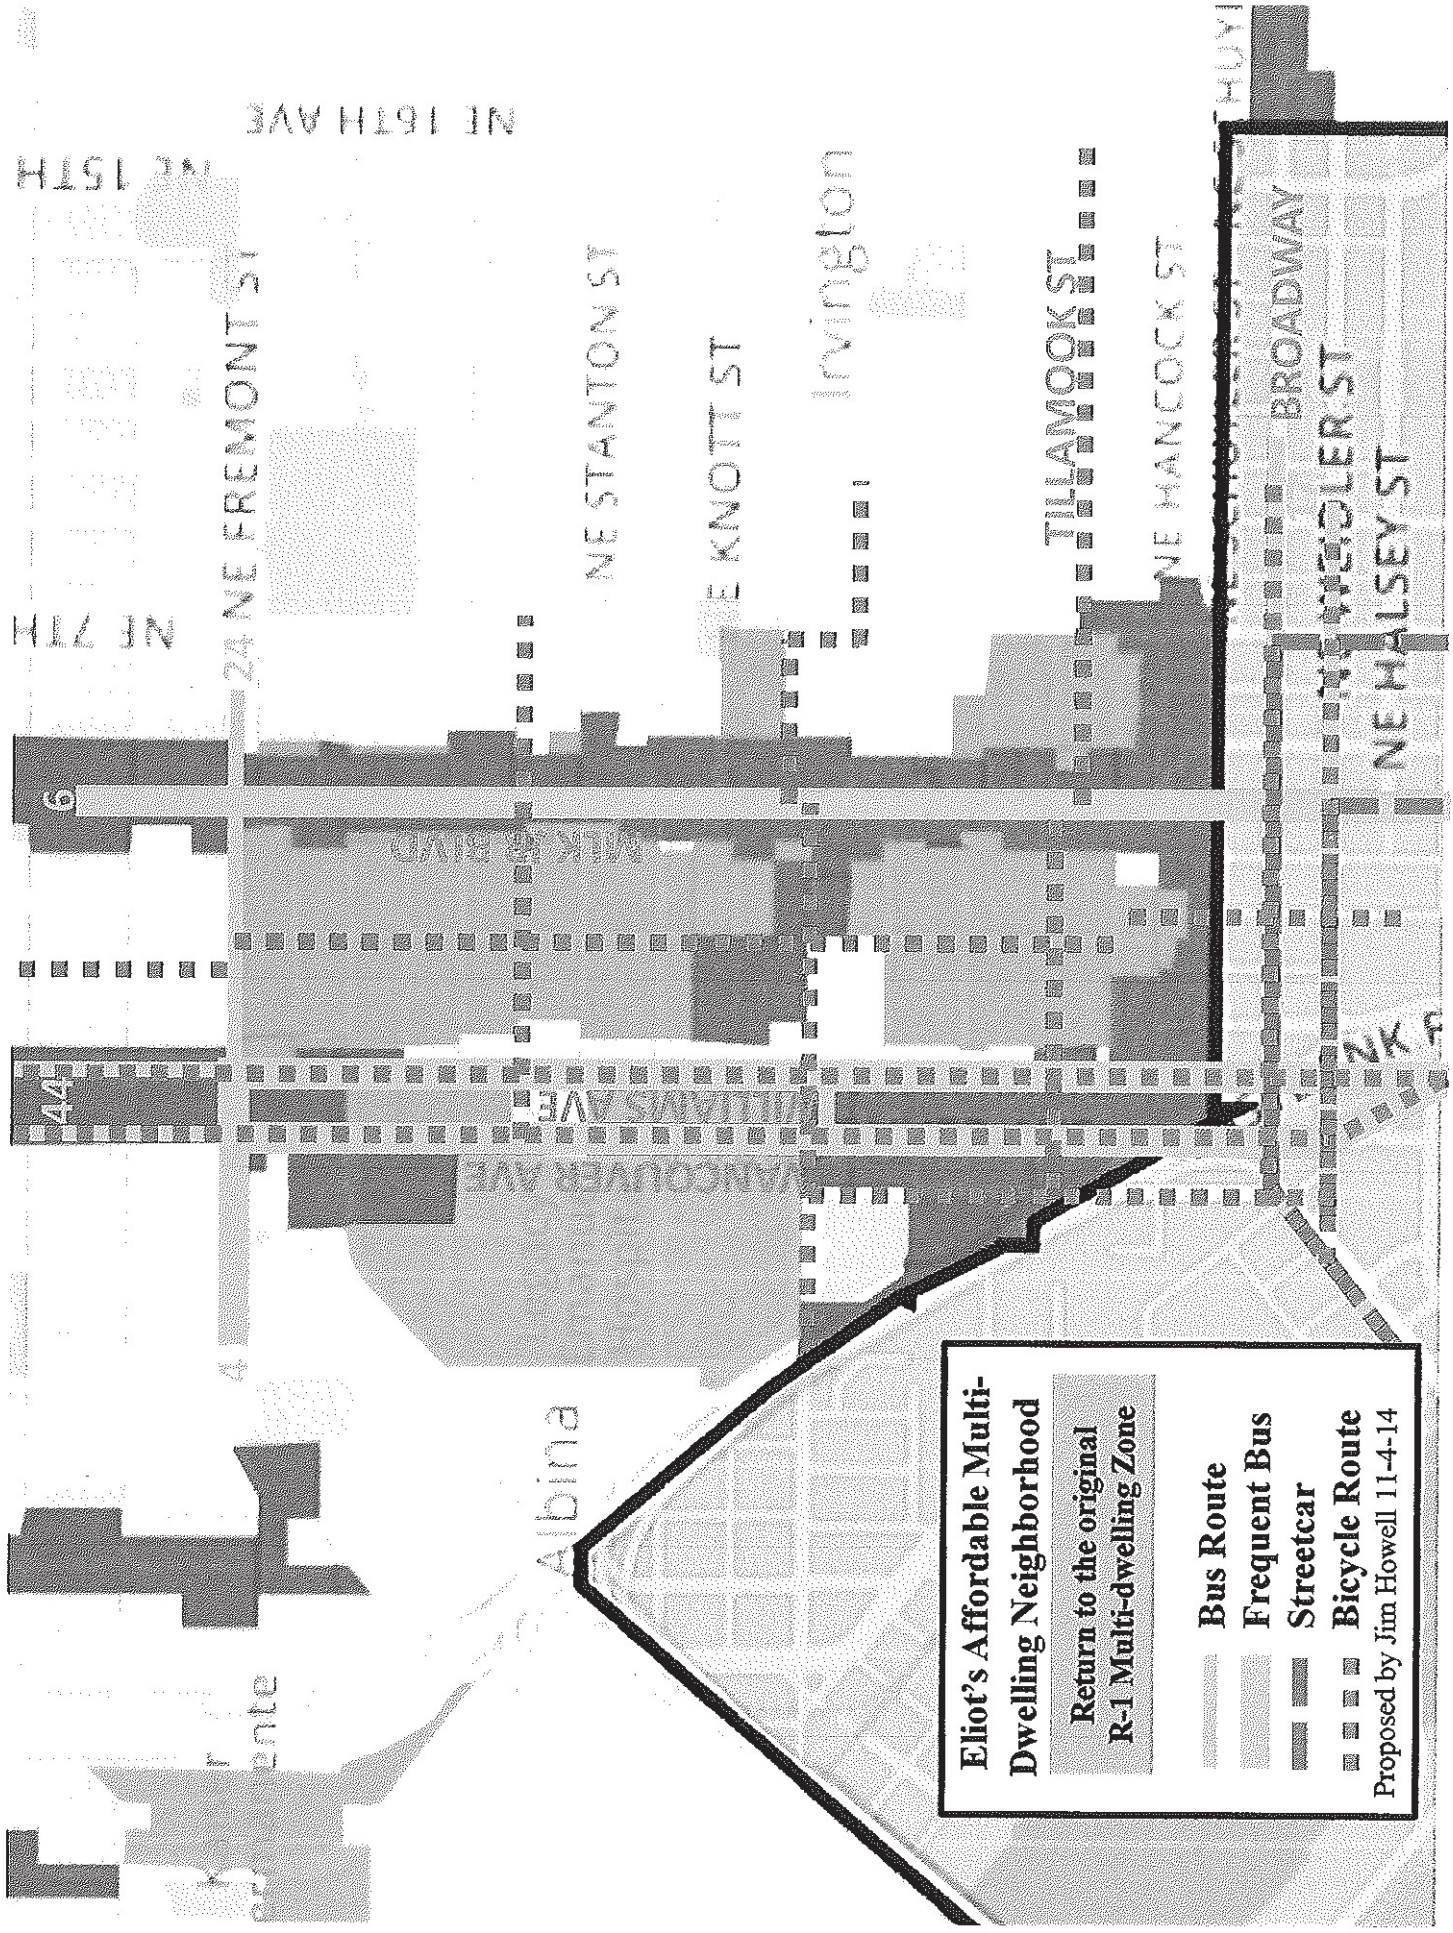 NE 15TH
NE 16TH AVE
NE 7TH
24 NE FREMONT ST
NE STANTON ST
E KNOTT ST
Irvington
TILLAMOOK ST
NE HANCOCK ST
BROADWAY
NE HALSEY ST
6
MLK JR BLVD
44
WILLIAMS AVE
VANCOUVER AVE
4
Albina
Eliot's Affordable Multi-
Dwelling Neighborhood
Return to the original
R-1 Multi-dwelling Zone
Bus Route
Frequent Bus
Streetcar
Bicycle Route
Proposed by Jim Howell 11-4-14